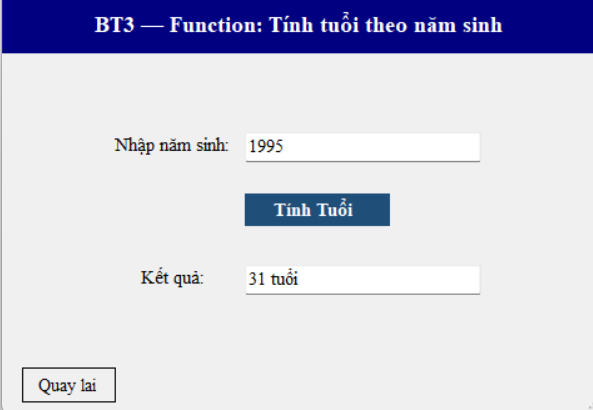 BT3 — Function: Tính tuổi theo năm sinh
Nhập năm sinh: 1995
Tính Tuổi
Kết quả: 31 tuổi
Quay lai